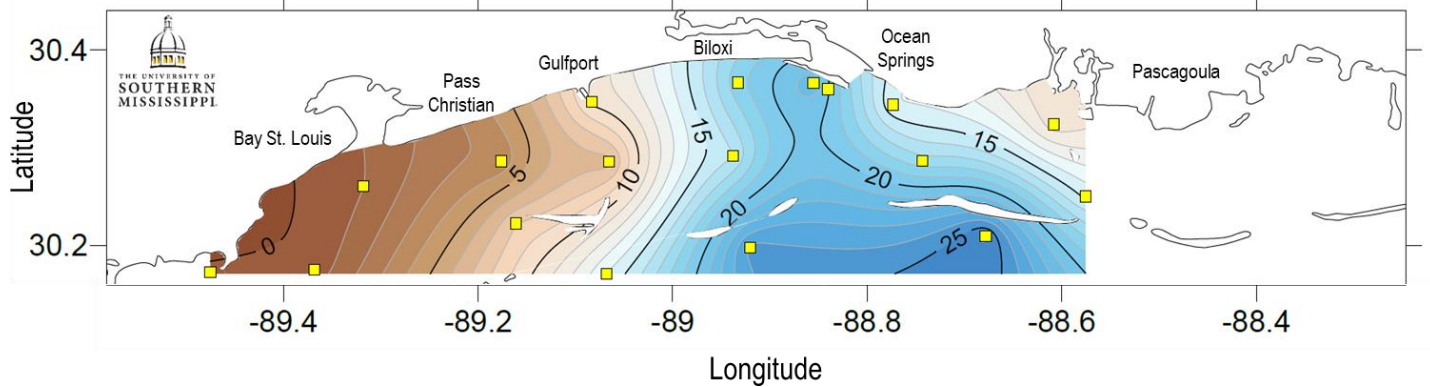 30.4
30.2
Latitude
THE UNIVERSITY OF
SOUTHERN
MISSISSIPPI.
Bay St. Louis
Pass
Christian
Gulfport
Biloxi
Ocean
Springs
Pascagoula
0
5
10
15
20
20
15
25
-89.4
-89.2
-89
-88.8
-88.6
-88.4
Longitude